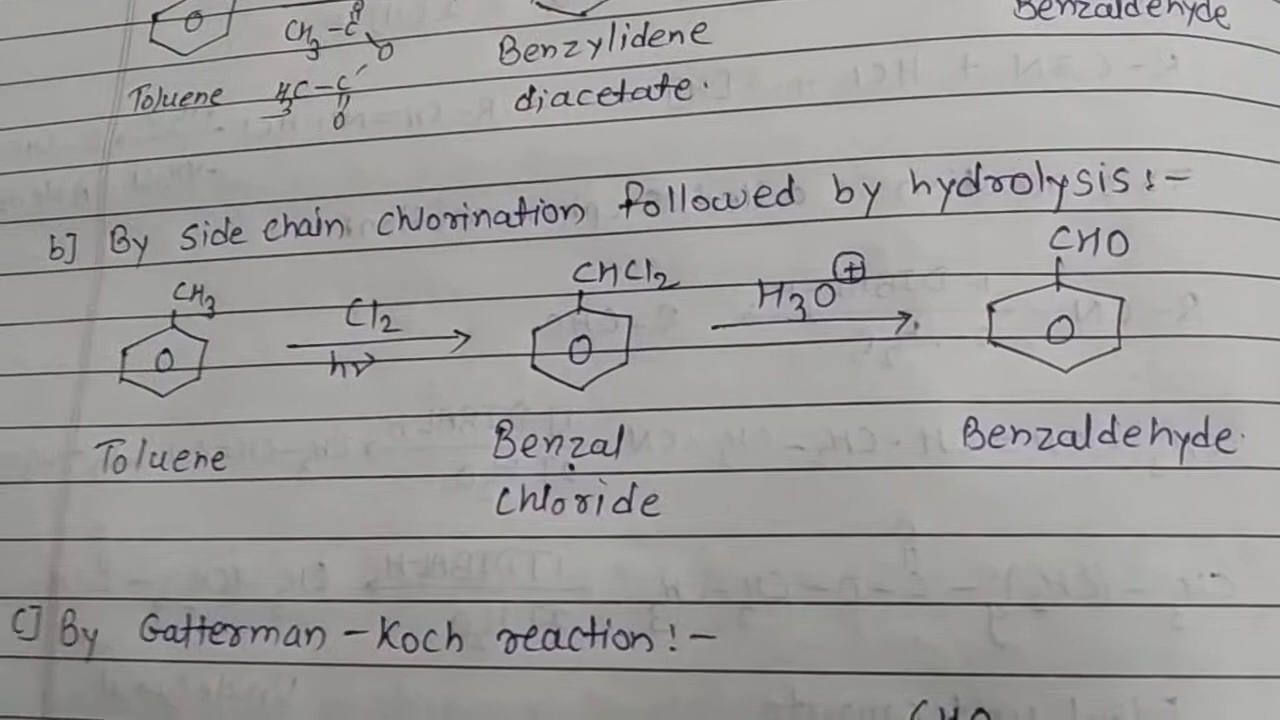 Benzaldehyde
CH3-C
O
Benzylidene
Toluene H3C-C
O
diacetate.
b] By side chain chlorination followed by hydrolysis :-
CH3 CHCl2 CHO
Cl2 H3O⊕
hν
Toluene Benzal Benzaldehyde.
Chloride
C] By Gatterman-Koch reaction :-
CHO